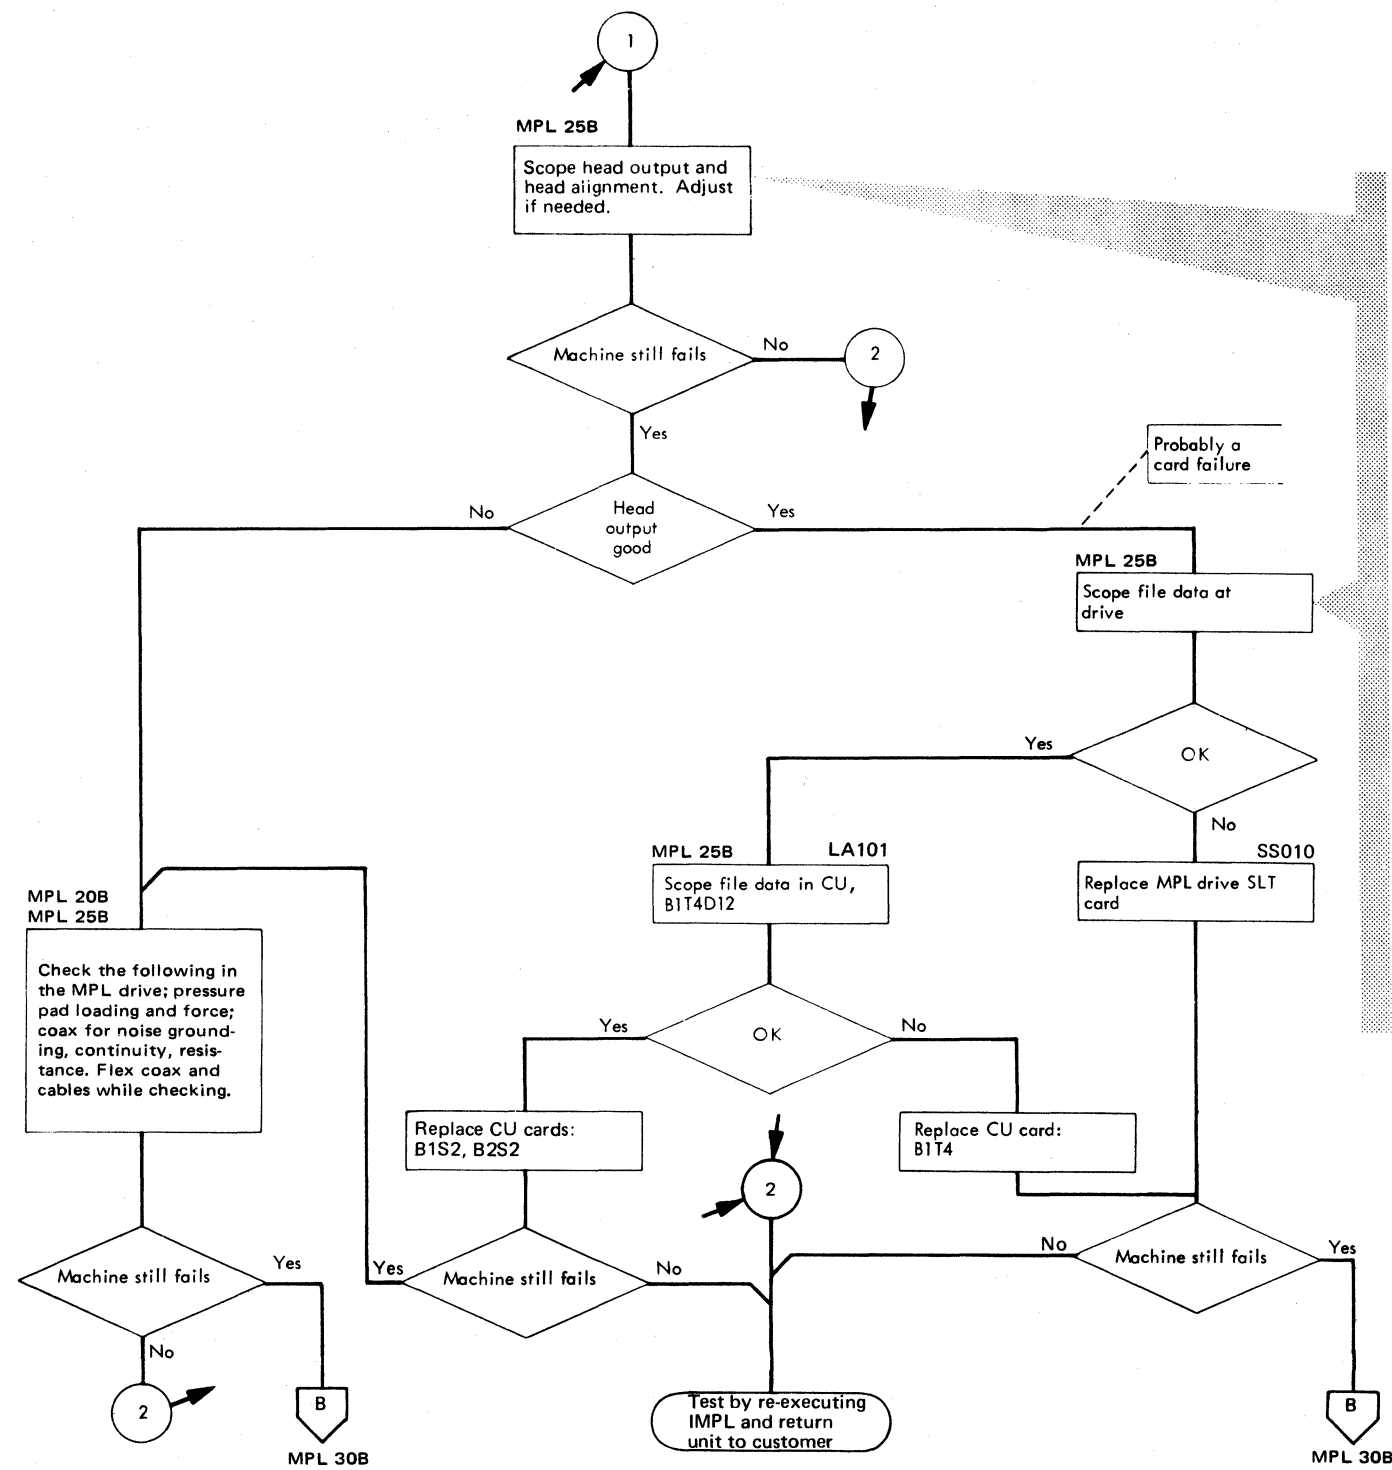 1
MPL 25B
Scope head output and
head alignment. Adjust
if needed.
Machine still fails
No
2
Yes
Probably a
card failure
Head
output
good
No
Yes
MPL 25B
Scope file data at
drive
OK
Yes
No
MPL 25B
LA101
Scope file data in CU,
B1T4D12
SS010
Replace MPL drive SLT
card
MPL 20B
MPL 25B
Check the following in
the MPL drive; pressure
pad loading and force;
coax for noise ground-
ing, continuity, resis-
tance. Flex coax and
cables while checking.
OK
Yes
No
Replace CU cards:
B1S2, B2S2
Replace CU card:
B1T4
2
Machine still fails
Yes
No
Machine still fails
Yes
No
Machine still fails
No
Yes
2
B
MPL 30B
Test by re-executing
IMPL and return
unit to customer
B
MPL 30B